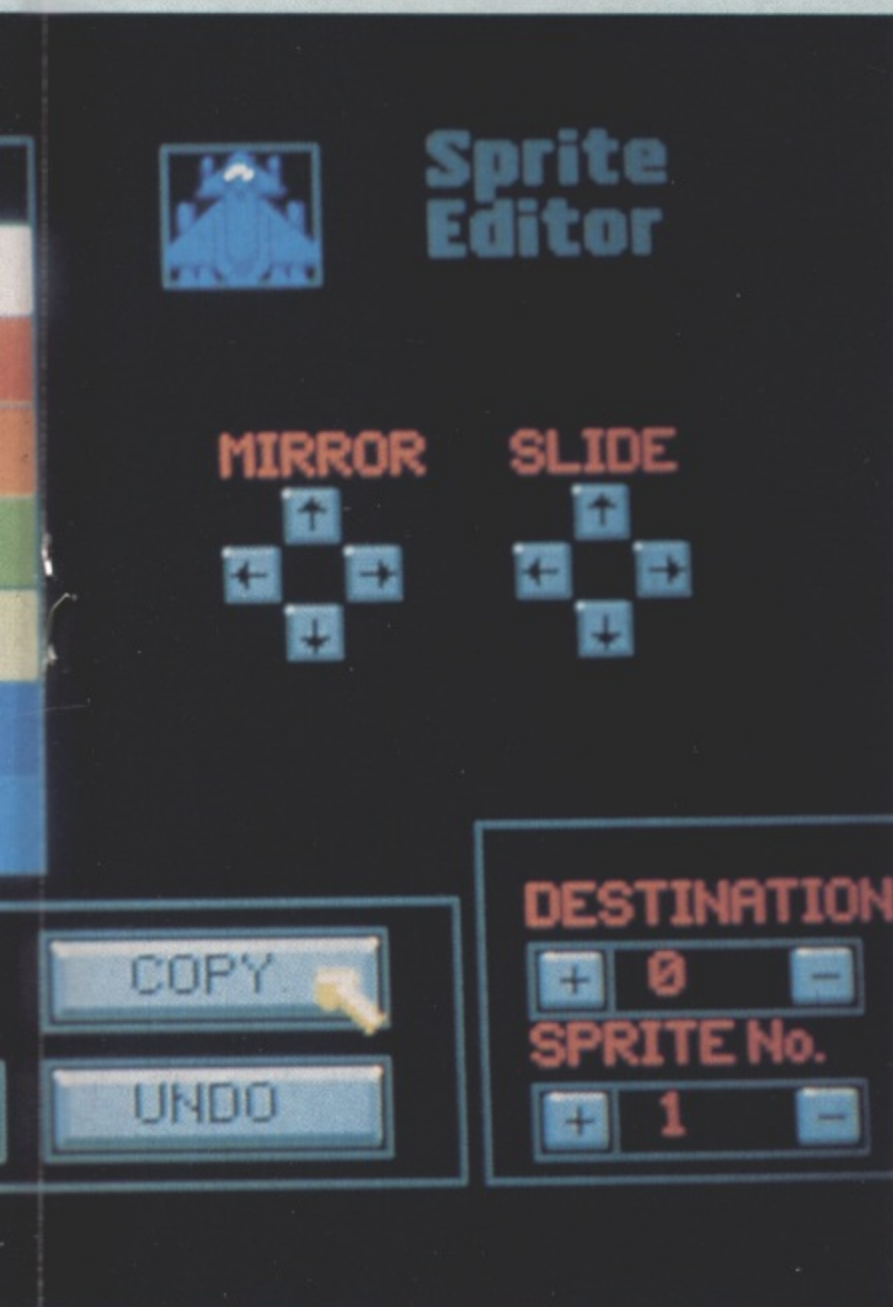 Sprite
Editor
MIRROR
SLIDE
COPY
UNDO
DESTINATION
+ 0 −
SPRITE No.
+ 1 −